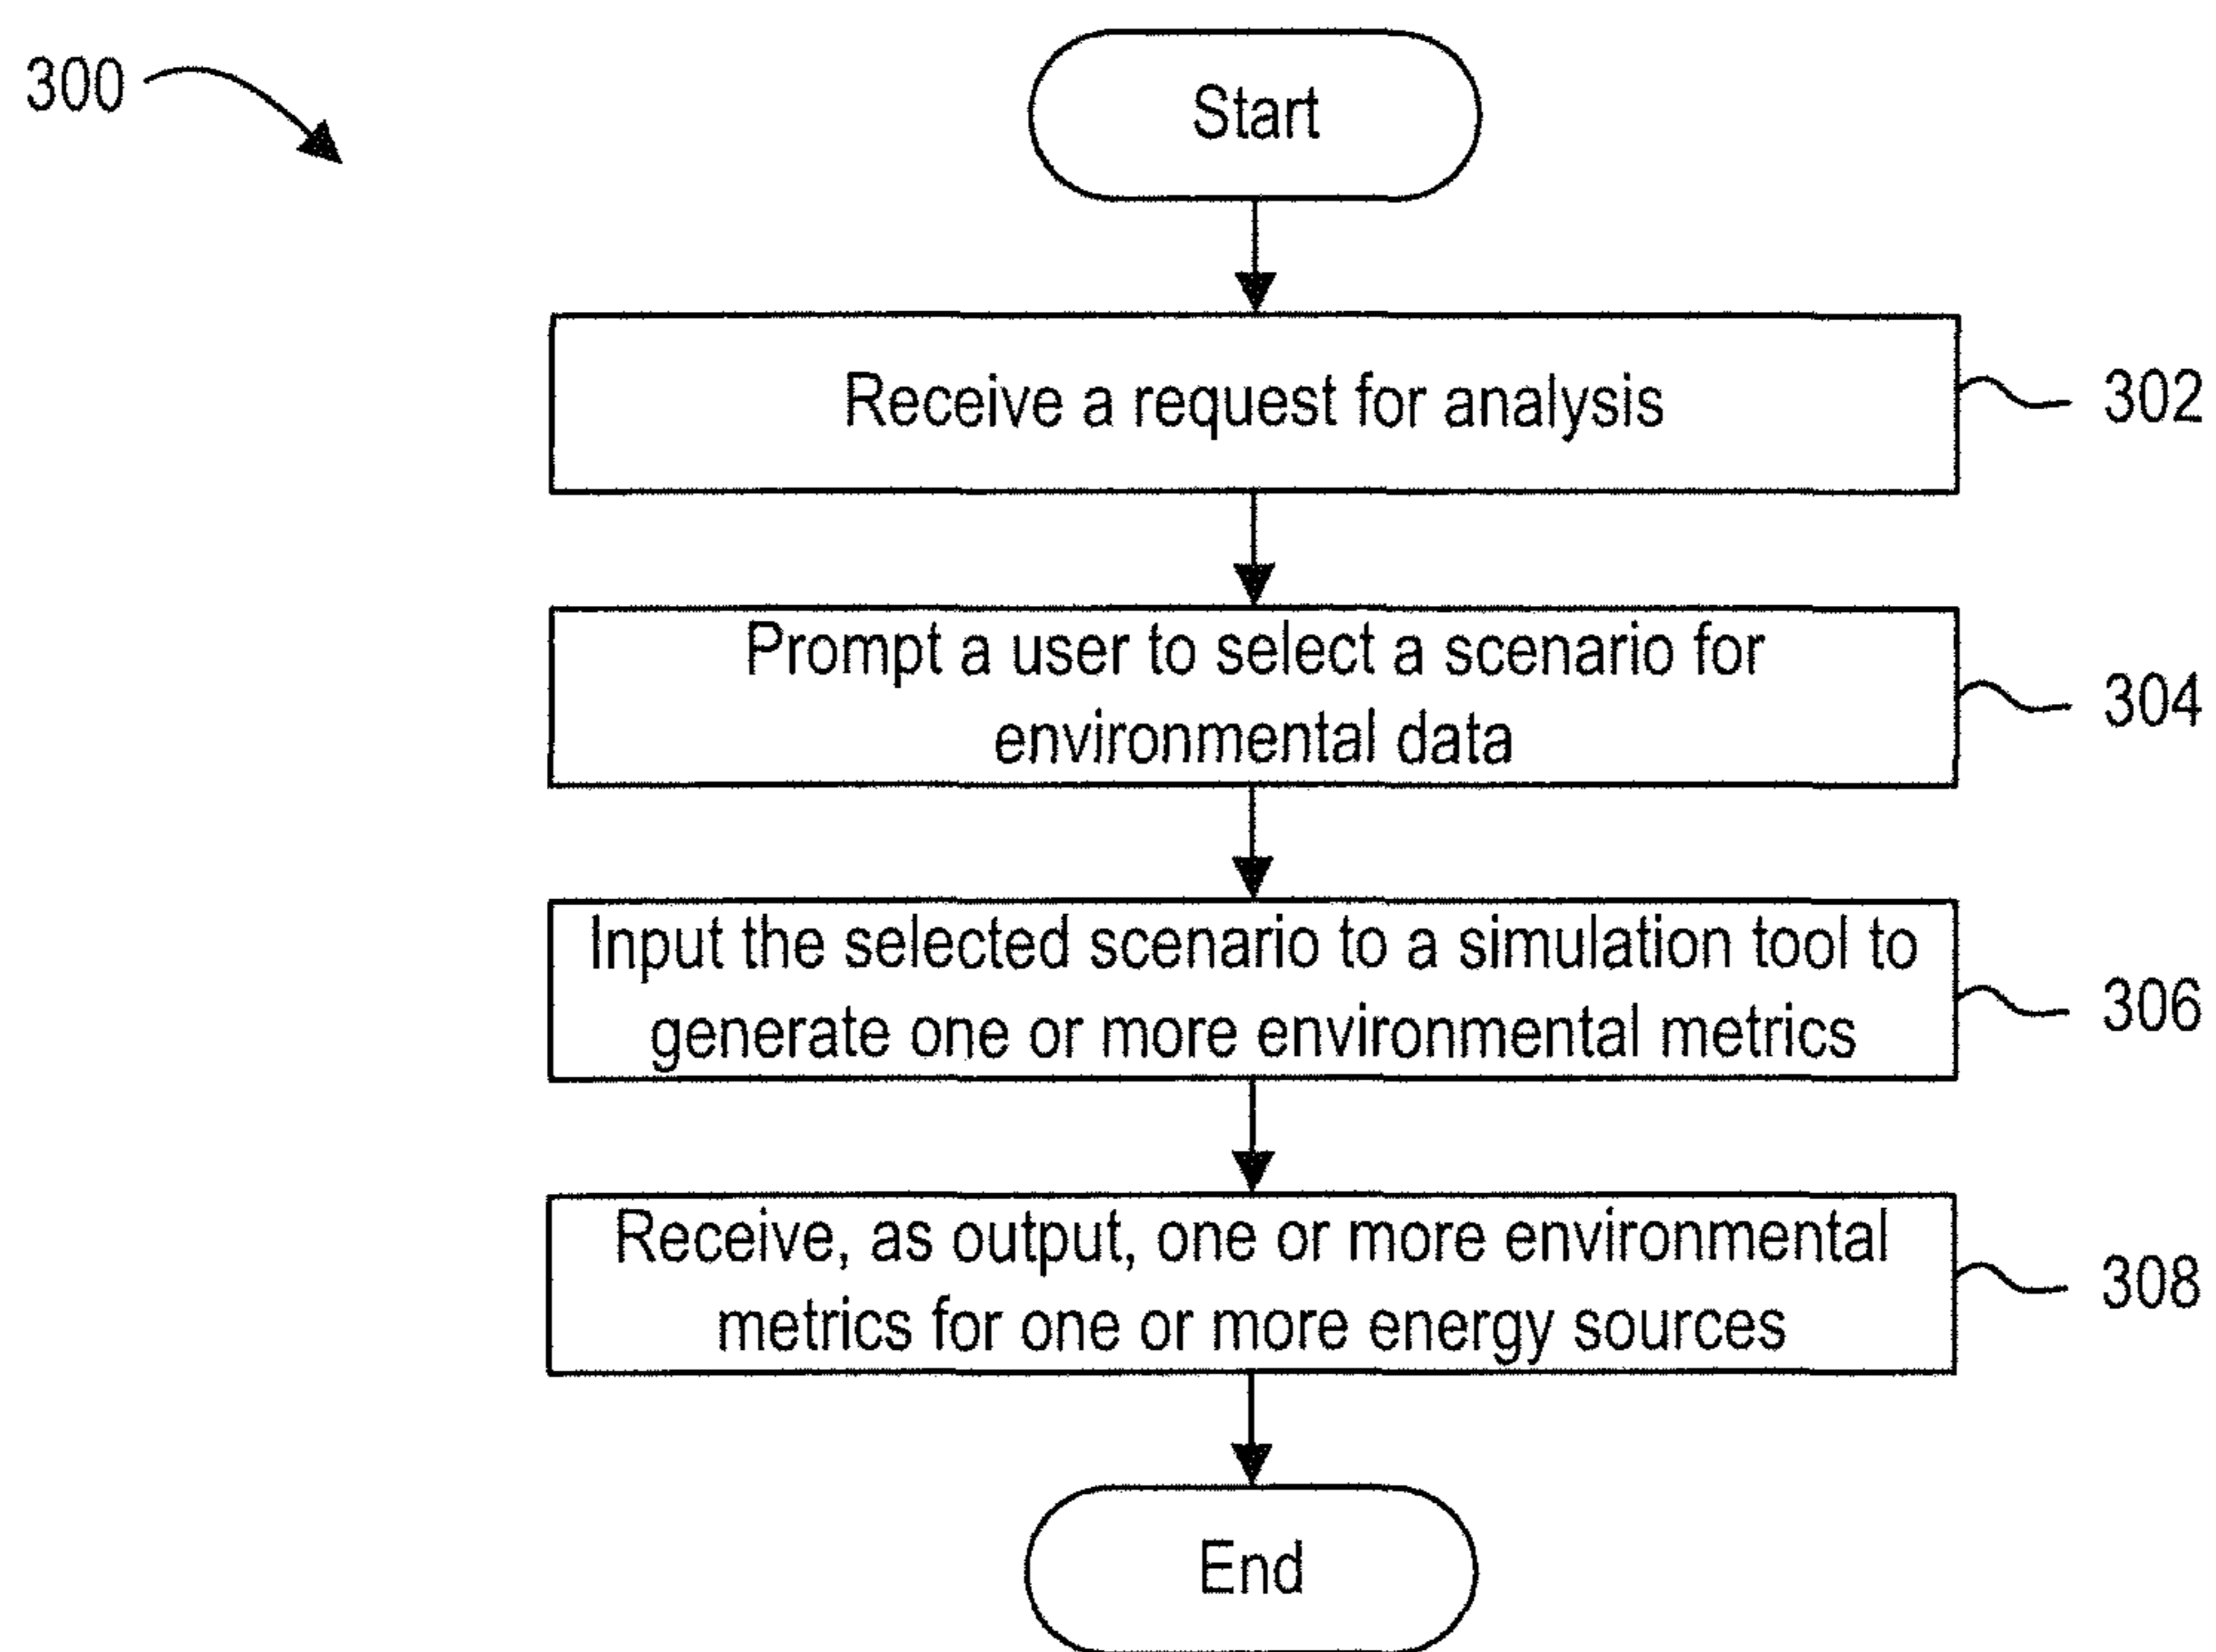 300
Start
Receive a request for analysis
302
Prompt a user to select a scenario for
environmental data
304
Input the selected scenario to a simulation tool to
generate one or more environmental metrics
306
Receive, as output, one or more environmental
metrics for one or more energy sources
308
End